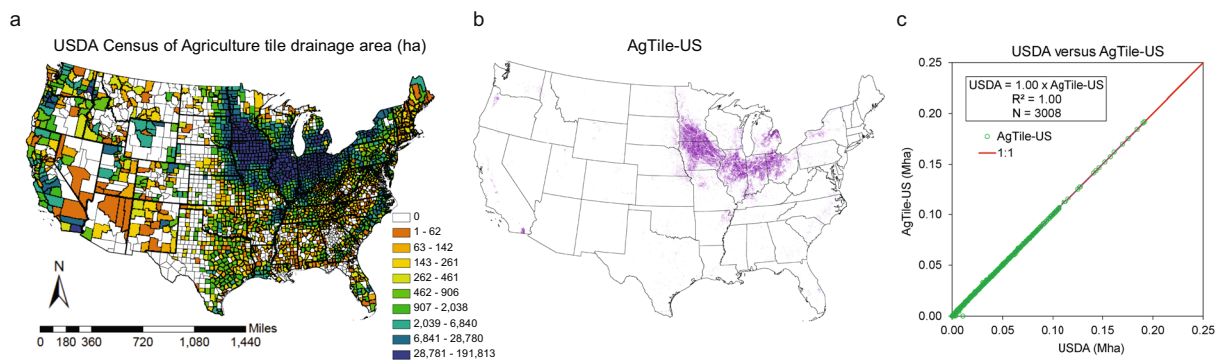 a
USDA Census of Agriculture tile drainage area (ha)
N
0 180 360 720 1,080 1,440
Miles
0
1 - 62
63 - 142
143 - 261
262 - 461
462 - 906
907 - 2,038
2,039 - 6,840
6,841 - 28,780
28,781 - 191,813
b
AgTile-US
c
USDA versus AgTile-US
USDA = 1.00 x AgTile-US
R² = 1.00
N = 3008
AgTile-US
1:1
AgTile-US (Mha)
0.25
0.20
0.15
0.10
0.05
0.00
0.00 0.05 0.10 0.15 0.20 0.25
USDA (Mha)